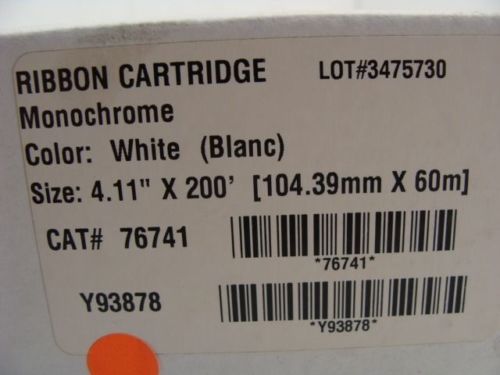 RIBBON CARTRIDGE LOT#3475730
Monochrome
Color: White (Blanc)
Size: 4.11" X 200' [104.39mm X 60m]
CAT# 76741
*76741*
Y93878
*Y93878*